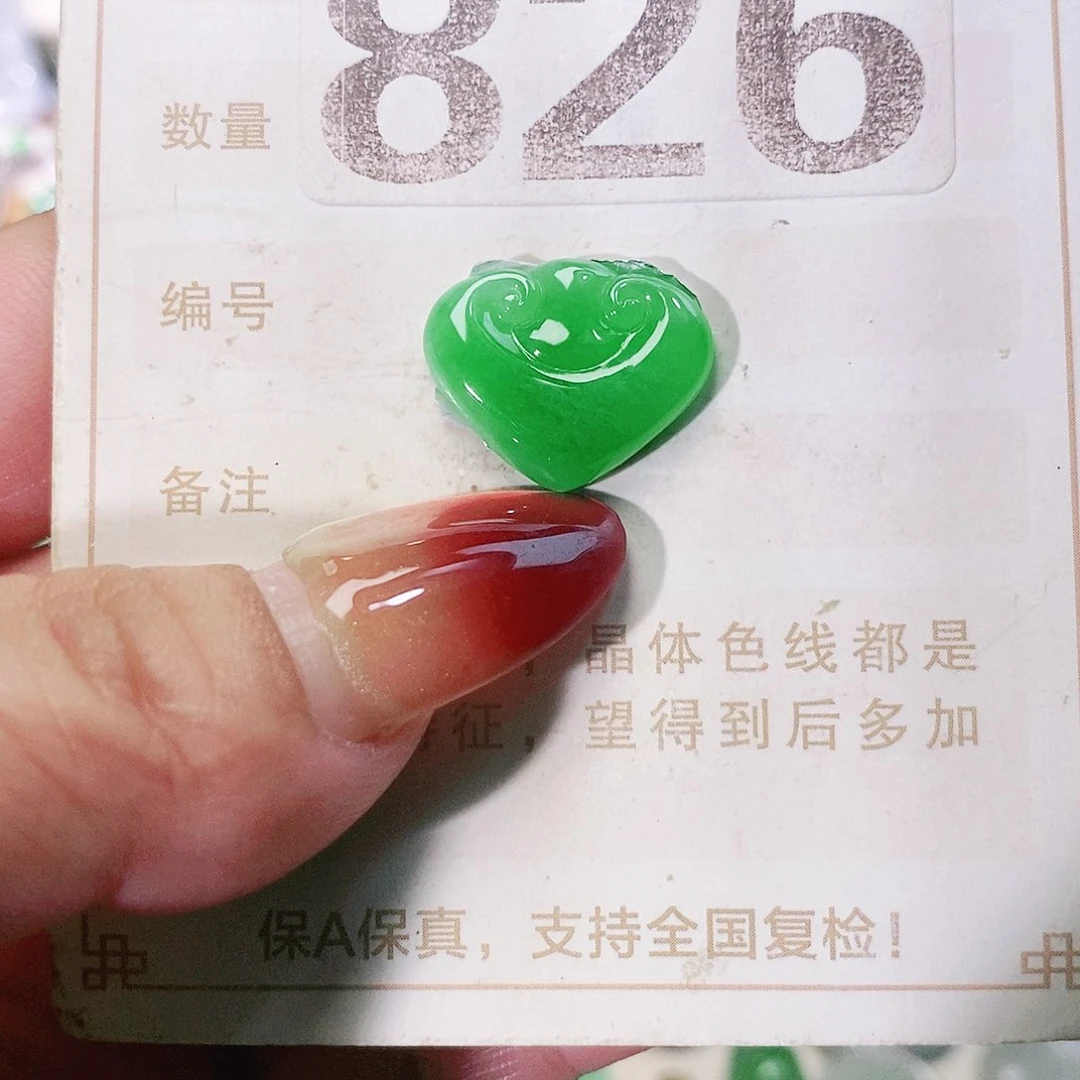 826
数量
编号
备注
，晶体色线都是
征，望得到后多加
保A保真，支持全国复检！